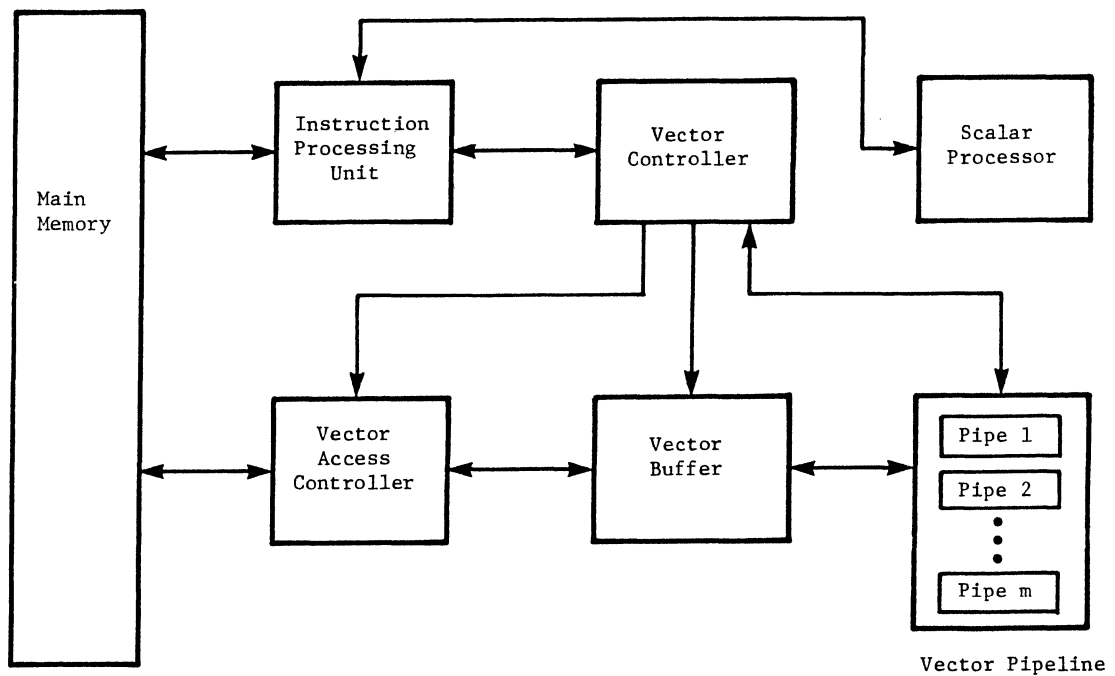 Main
Memory
Instruction
Processing
Unit
Vector
Controller
Scalar
Processor
Vector
Access
Controller
Vector
Buffer
Pipe 1
Pipe 2
Pipe m
Vector Pipeline